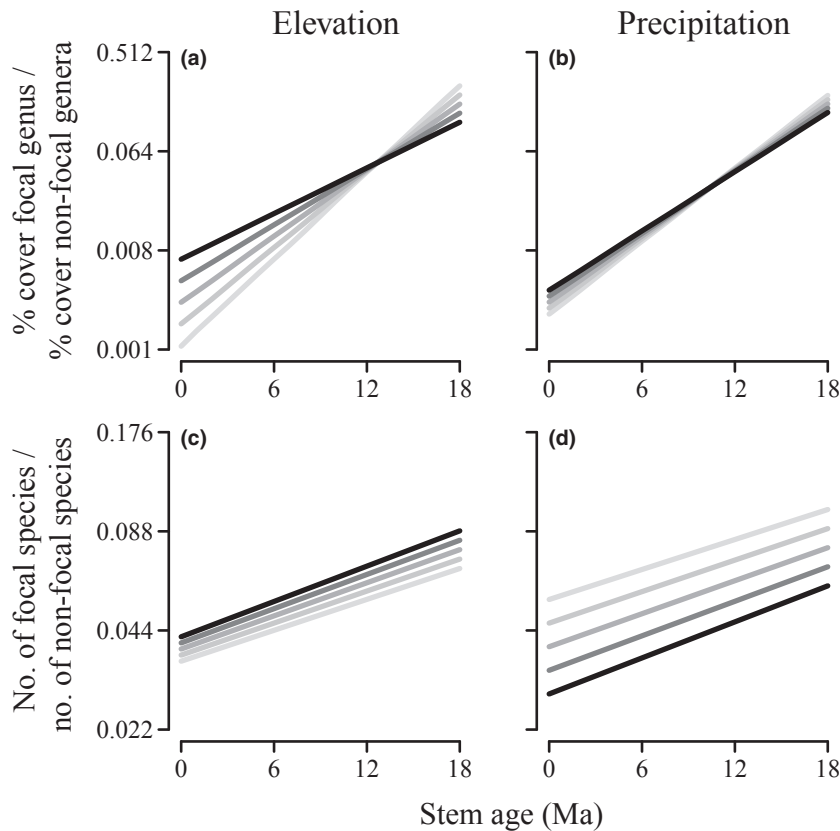 Elevation
Precipitation
% cover focal genus /
% cover non-focal genera
(a)
0.512
0.064
0.008
0.001
0 6 12 18
(b)
0 6 12 18
No. of focal species /
no. of non-focal species
(c)
0.176
0.088
0.044
0.022
0 6 12 18
(d)
0 6 12 18
Stem age (Ma)